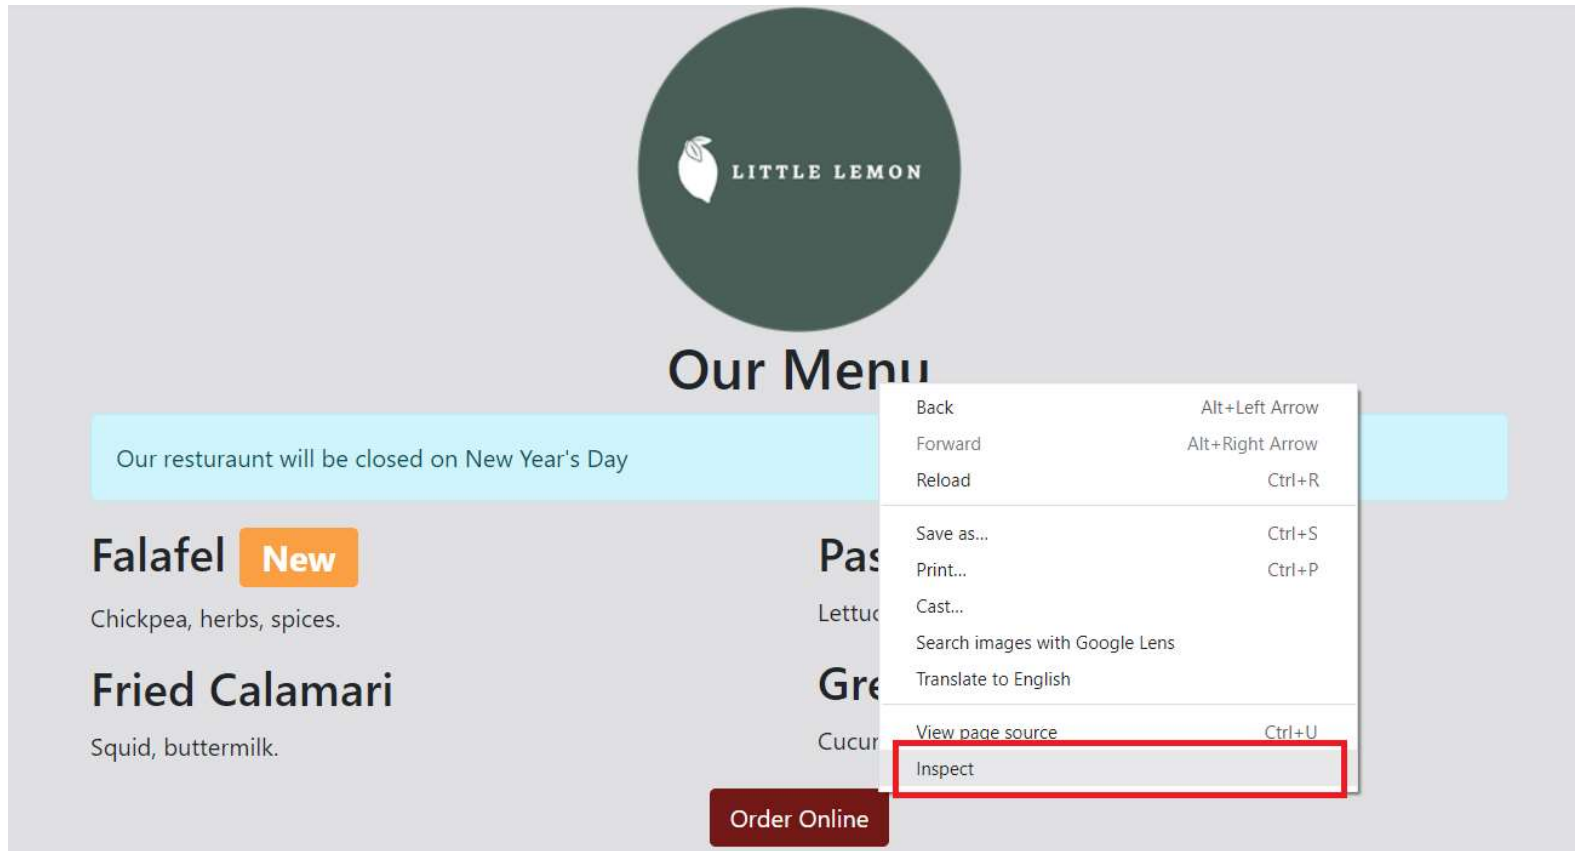 LITTLE LEMON
Our Menu
Our resturaunt will be closed on New Year's Day
Falafel New
Chickpea, herbs, spices.
Fried Calamari
Squid, buttermilk.
Pas
Lettuc
Gre
Cucur
Back Alt+Left Arrow
Forward Alt+Right Arrow
Reload Ctrl+R
Save as... Ctrl+S
Print... Ctrl+P
Cast...
Search images with Google Lens
Translate to English
View page source Ctrl+U
Inspect
Order Online